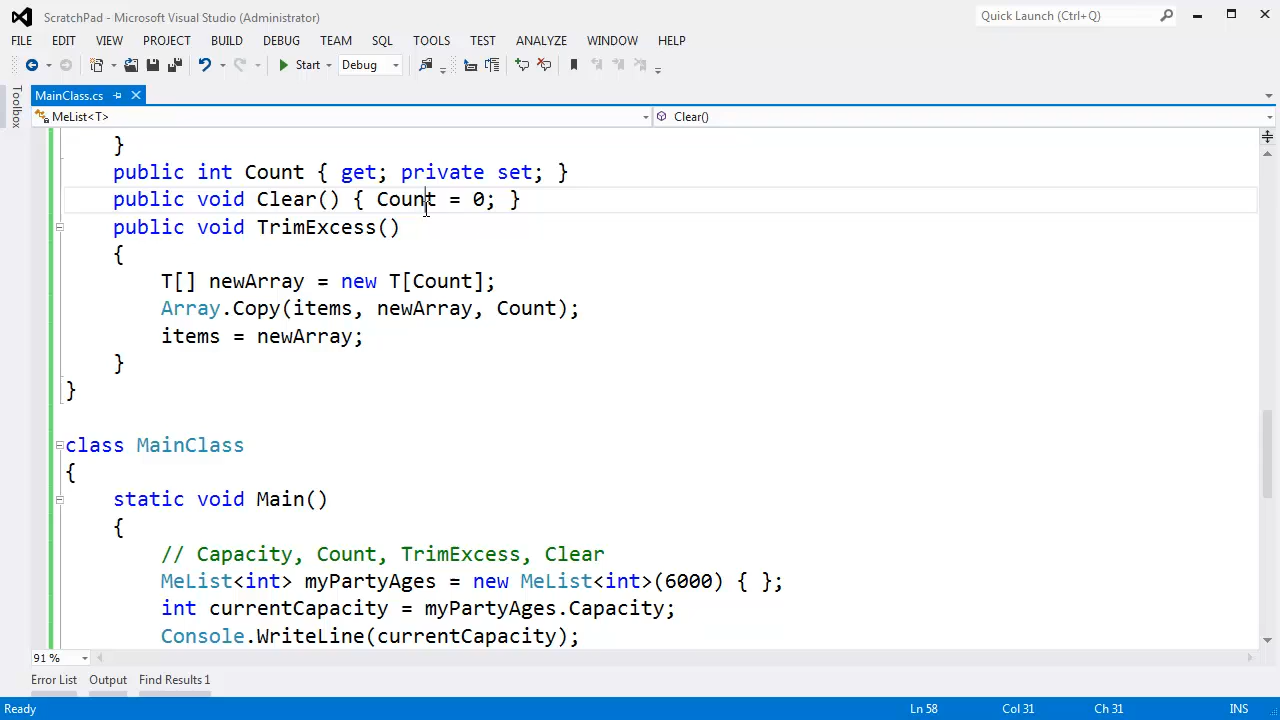 ScratchPad - Microsoft Visual Studio (Administrator)
Quick Launch (Ctrl+Q)
FILE EDIT VIEW PROJECT BUILD DEBUG TEAM SQL TOOLS TEST ANALYZE WINDOW HELP
Start Debug
Toolbox
MainClass.cs
MeList<T> Clear()
}
public int Count { get; private set; }
public void Clear() { Count = 0; }
public void TrimExcess()
{
T[] newArray = new T[Count];
Array.Copy(items, newArray, Count);
items = newArray;
}
}
class MainClass
{
static void Main()
{
// Capacity, Count, TrimExcess, Clear
MeList<int> myPartyAges = new MeList<int>(6000) { };
int currentCapacity = myPartyAges.Capacity;
Console.WriteLine(currentCapacity);
91 %
Error List Output Find Results 1
Ready Ln 58 Col 31 Ch 31 INS